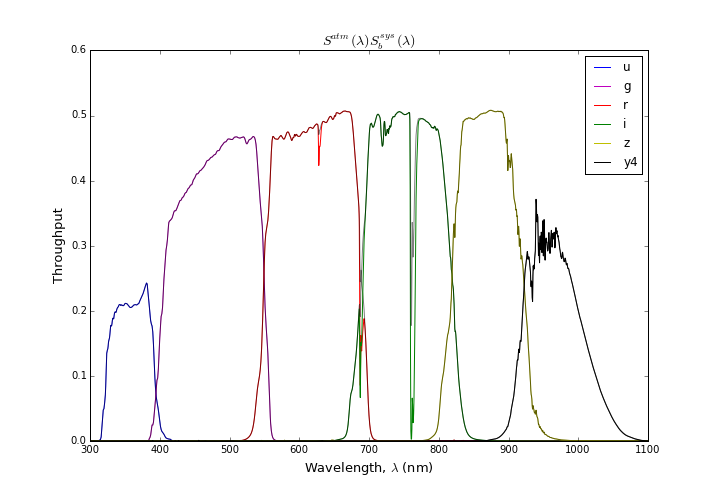 S^{atm}(λ)S_b^{sys}(λ)
0.6
0.5
0.4
0.3
0.2
0.1
0.0
Throughput
u
g
r
i
z
y4
300 400 500 600 700 800 900 1000 1100
Wavelength, λ (nm)